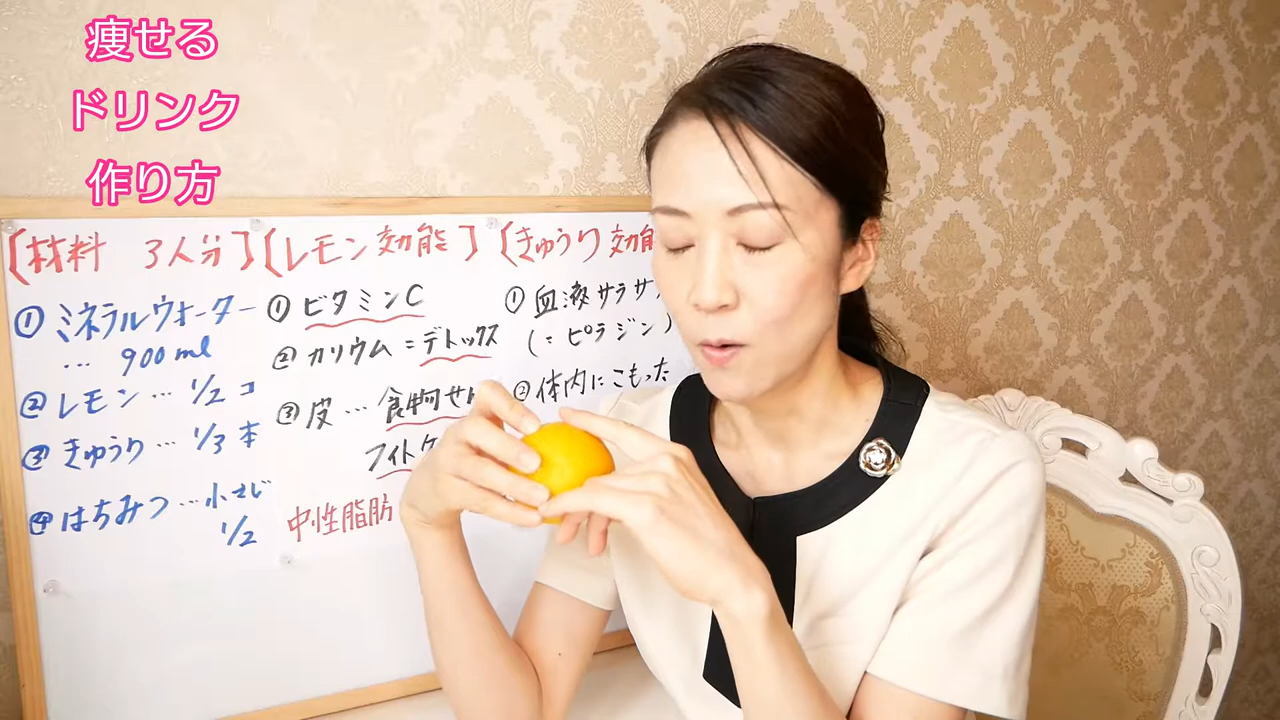 痩せる
ドリンク
作り方
[材料 3人分]
① ミネラルウォーター
… 900ml
② レモン… 1/2コ
③ きゅうり… 1/3本
④ はちみつ…小さじ
1/2
[レモン効能]
① ビタミンC
② カリウム=デトックス
③ 皮…食物せん
フィトケ
中性脂肪
[きゅうり効
① 血液サラサ
(=ピラジン)
② 体内にこもった